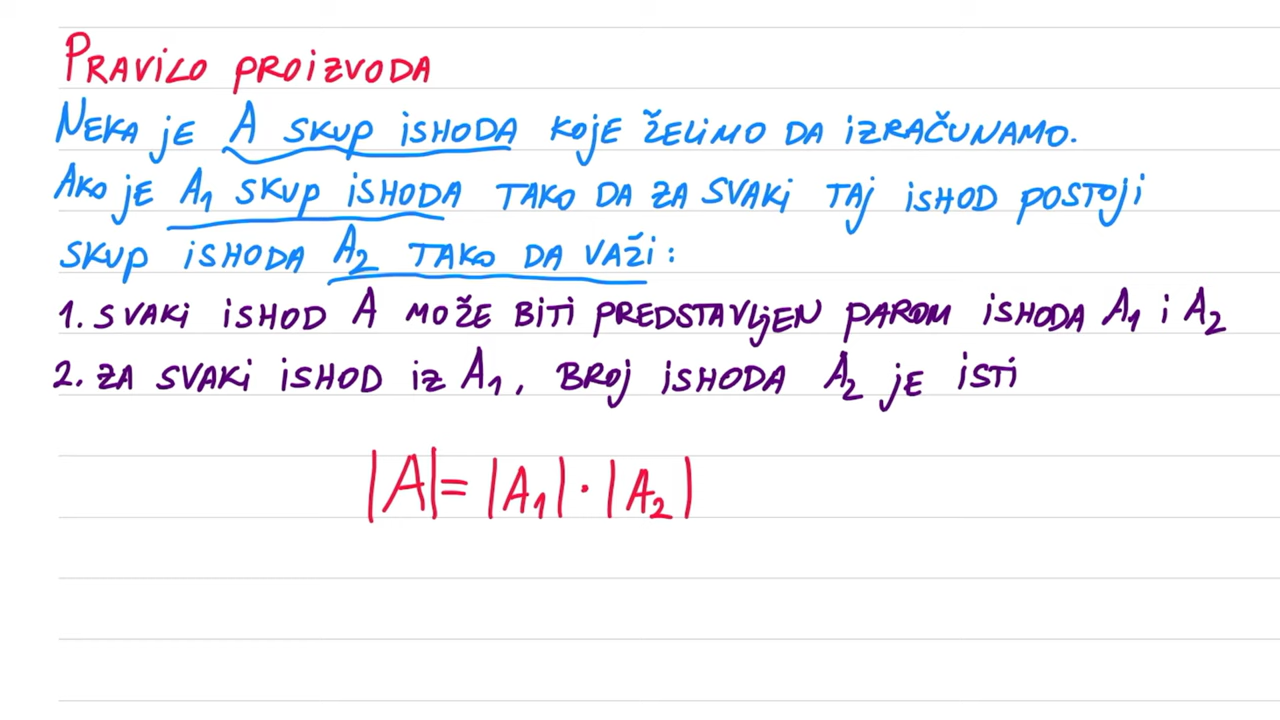 PRAVILO PROIZVODA
NEKA JE A SKUP ISHODA KOJE ŽELIMO DA IZRAČUNAMO.
AKO JE A₁ SKUP ISHODA TAKO DA ZA SVAKI TAJ ISHOD POSTOJI
SKUP ISHODA A₂ TAKO DA VAŽI:
1. SVAKI ISHOD A MOŽE BITI PREDSTAVLJEN PAROM ISHODA A₁ I A₂
2. ZA SVAKI ISHOD IZ A₁, BROJ ISHODA A₂ JE ISTI
|A| = |A₁| · |A₂|